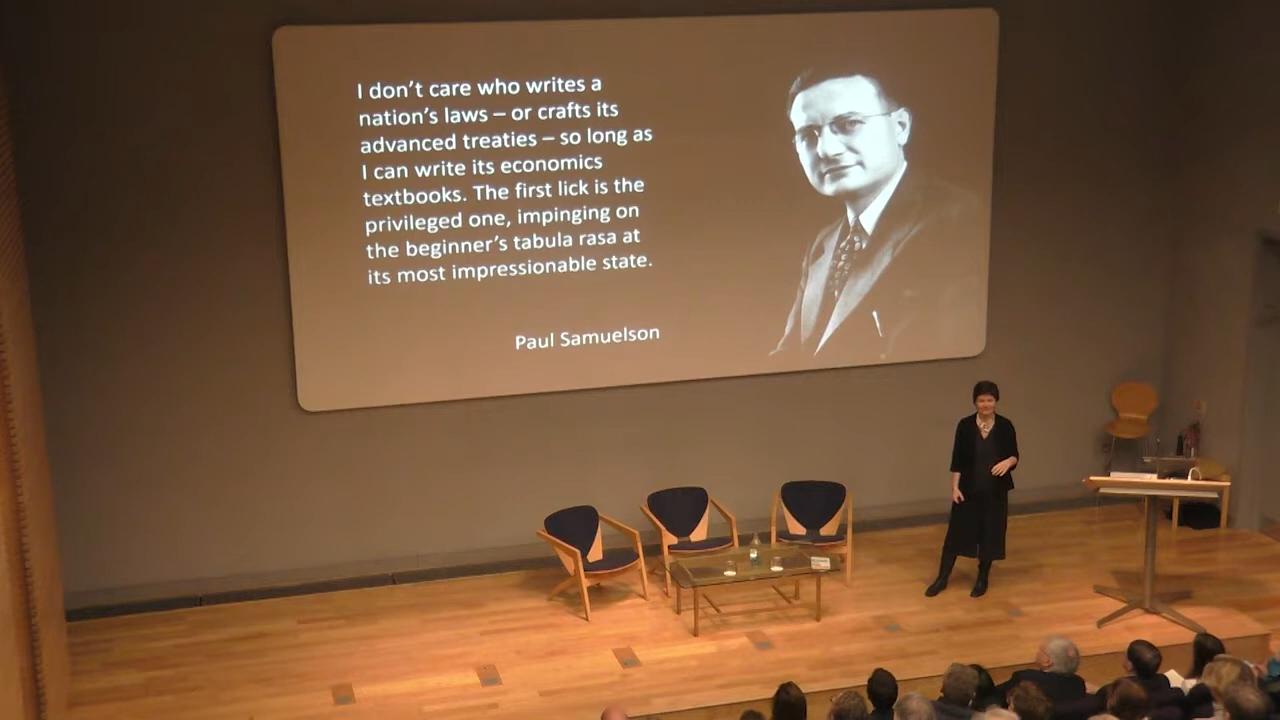 I don't care who writes a
nation's laws – or crafts its
advanced treaties – so long as
I can write its economics
textbooks. The first lick is the
privileged one, impinging on
the beginner's tabula rasa at
its most impressionable state.
Paul Samuelson